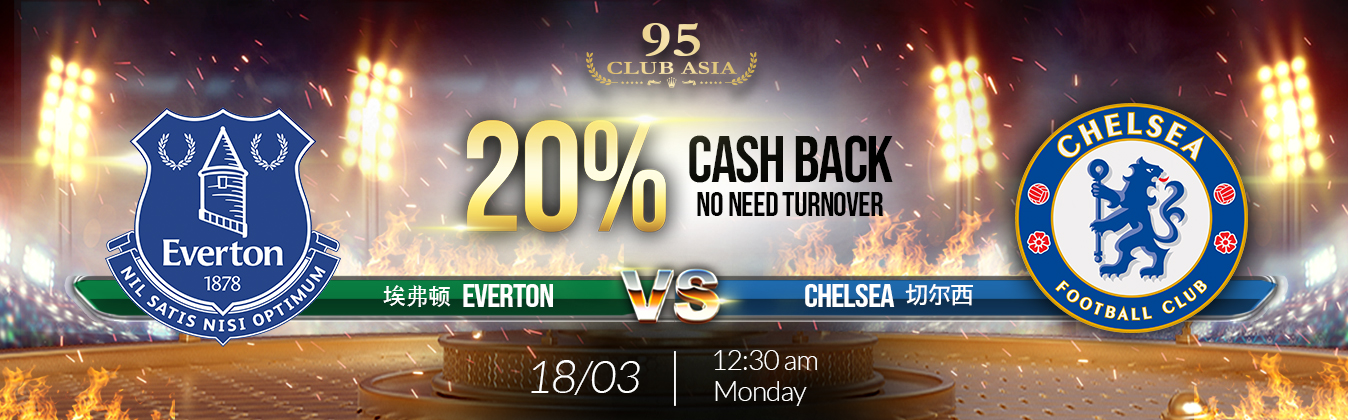 95
CLUB ASIA
20% CASH BACK
NO NEED TURNOVER
Everton
1878
NIL SATIS NISI OPTIMUM
CHELSEA
FOOTBALL CLUB
埃弗顿 EVERTON VS CHELSEA 切尔西
18/03
12:30 am
Monday